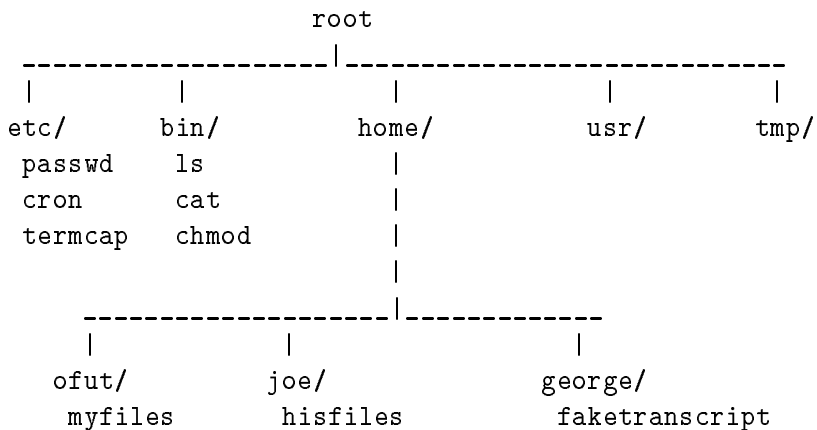 root
etc/ bin/ home/ usr/ tmp/
passwd ls
cron cat
termcap chmod
ofut/ joe/ george/
myfiles hisfiles faketranscript